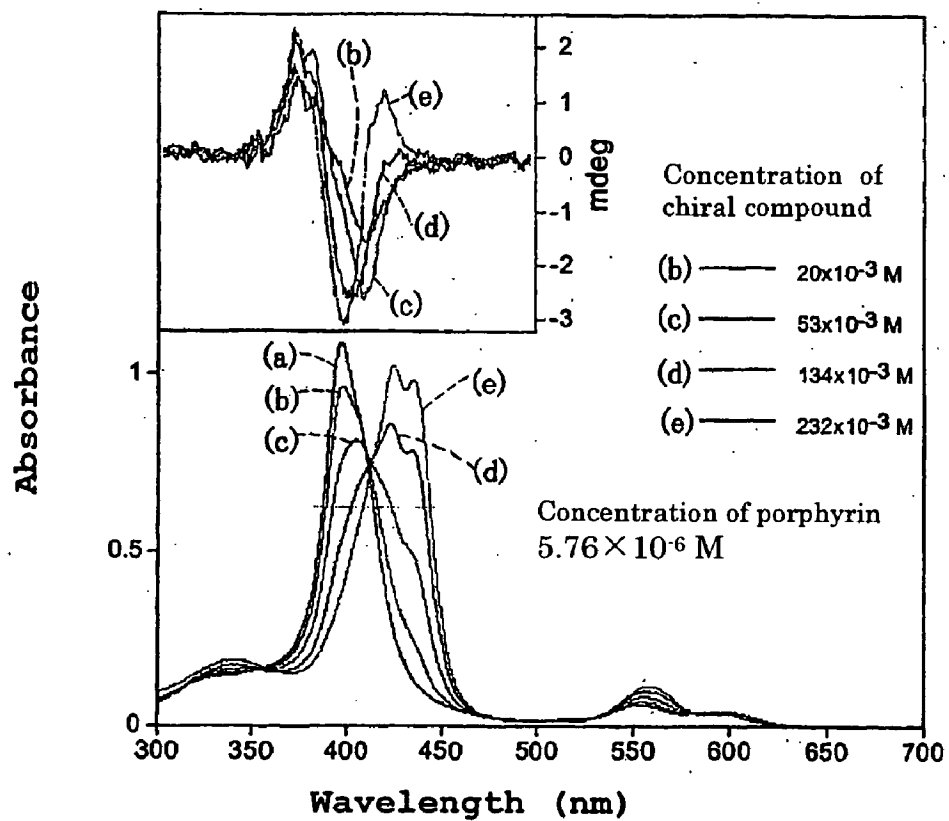 2
(b)
(e)
1
0
mdeg
-1
(d)
-2
(c)
-3
Concentration of
chiral compound
(b) 20x10-3 M
(c) 53x10-3 M
(d) 134x10-3 M
(e) 232x10-3 M
Absorbance
(a)
1
(b)
(e)
(c)
(d)
Concentration of porphyrin
5.76×10-6 M
0.5
0
300 350 400 450 500 550 600 650 700
Wavelength (nm)